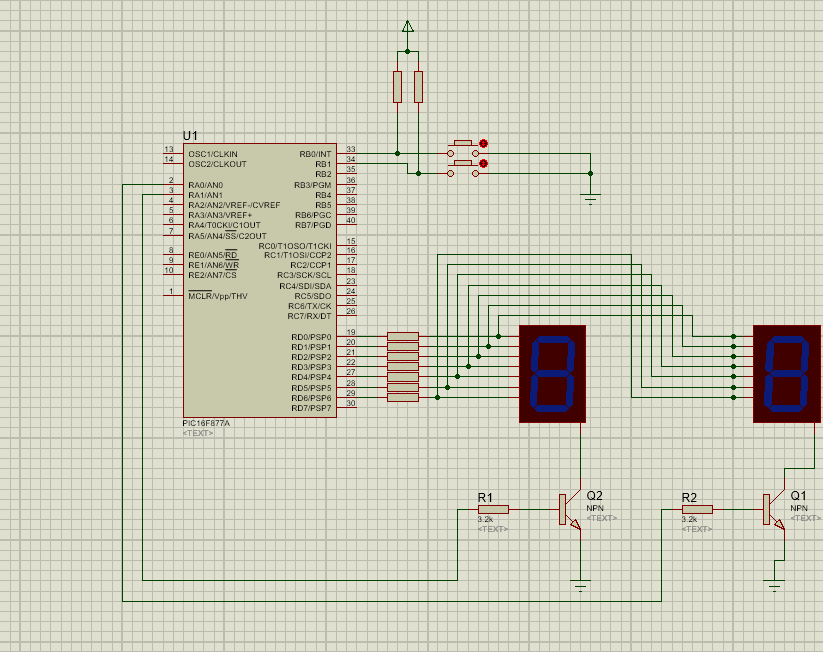 U1
13 OSC1/CLKIN RB0/INT 33
14 OSC2/CLKOUT RB1 34
RB2 35
2 RA0/AN0 RB3/PGM 36
3 RA1/AN1 RB4 37
4 RA2/AN2/VREF-/CVREF RB5 38
5 RA3/AN3/VREF+ RB6/PGC 39
6 RA4/T0CKI/C1OUT RB7/PGD 40
7 RA5/AN4/SS/C2OUT
RC0/T1OSO/T1CKI 15
8 RE0/AN5/RD RC1/T1OSI/CCP2 16
9 RE1/AN6/WR RC2/CCP1 17
10 RE2/AN7/CS RC3/SCK/SCL 18
RC4/SDI/SDA 23
1 MCLR/Vpp/THV RC5/SDO 24
RC6/TX/CK 25
RC7/RX/DT 26
RD0/PSP0 19
RD1/PSP1 20
RD2/PSP2 21
RD3/PSP3 22
RD4/PSP4 27
RD5/PSP5 28
RD6/PSP6 29
RD7/PSP7 30
PIC16F877A
<TEXT>
R1
3.2k
<TEXT>
Q2
NPN
<TEXT>
R2
3.2k
<TEXT>
Q1
NPN
<TEXT>